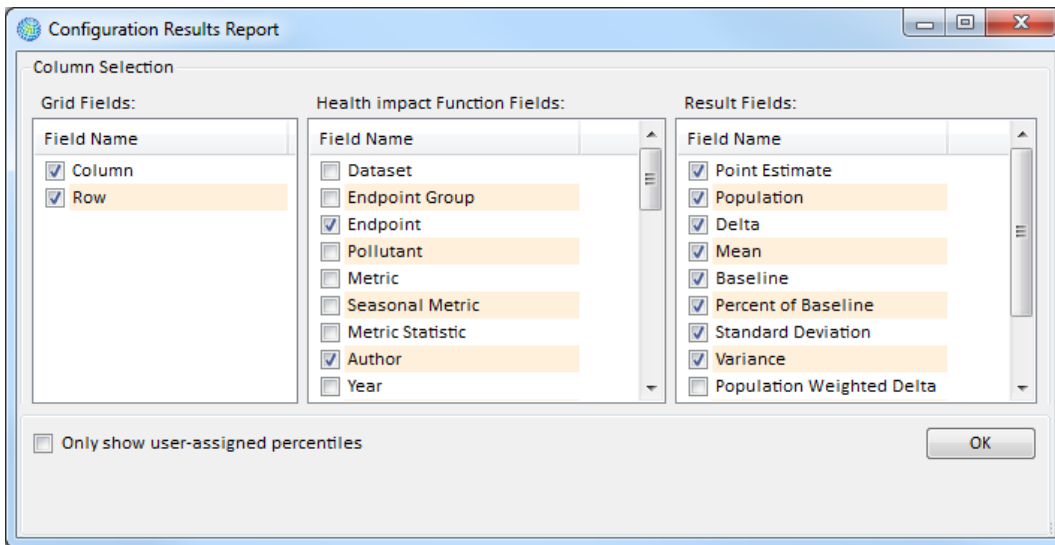 Configuration Results Report
Column Selection
Grid Fields:
Field Name
Column
Row
Health impact Function Fields:
Field Name
Dataset
Endpoint Group
Endpoint
Pollutant
Metric
Seasonal Metric
Metric Statistic
Author
Year
Result Fields:
Field Name
Point Estimate
Population
Delta
Mean
Baseline
Percent of Baseline
Standard Deviation
Variance
Population Weighted Delta
Only show user-assigned percentiles
OK